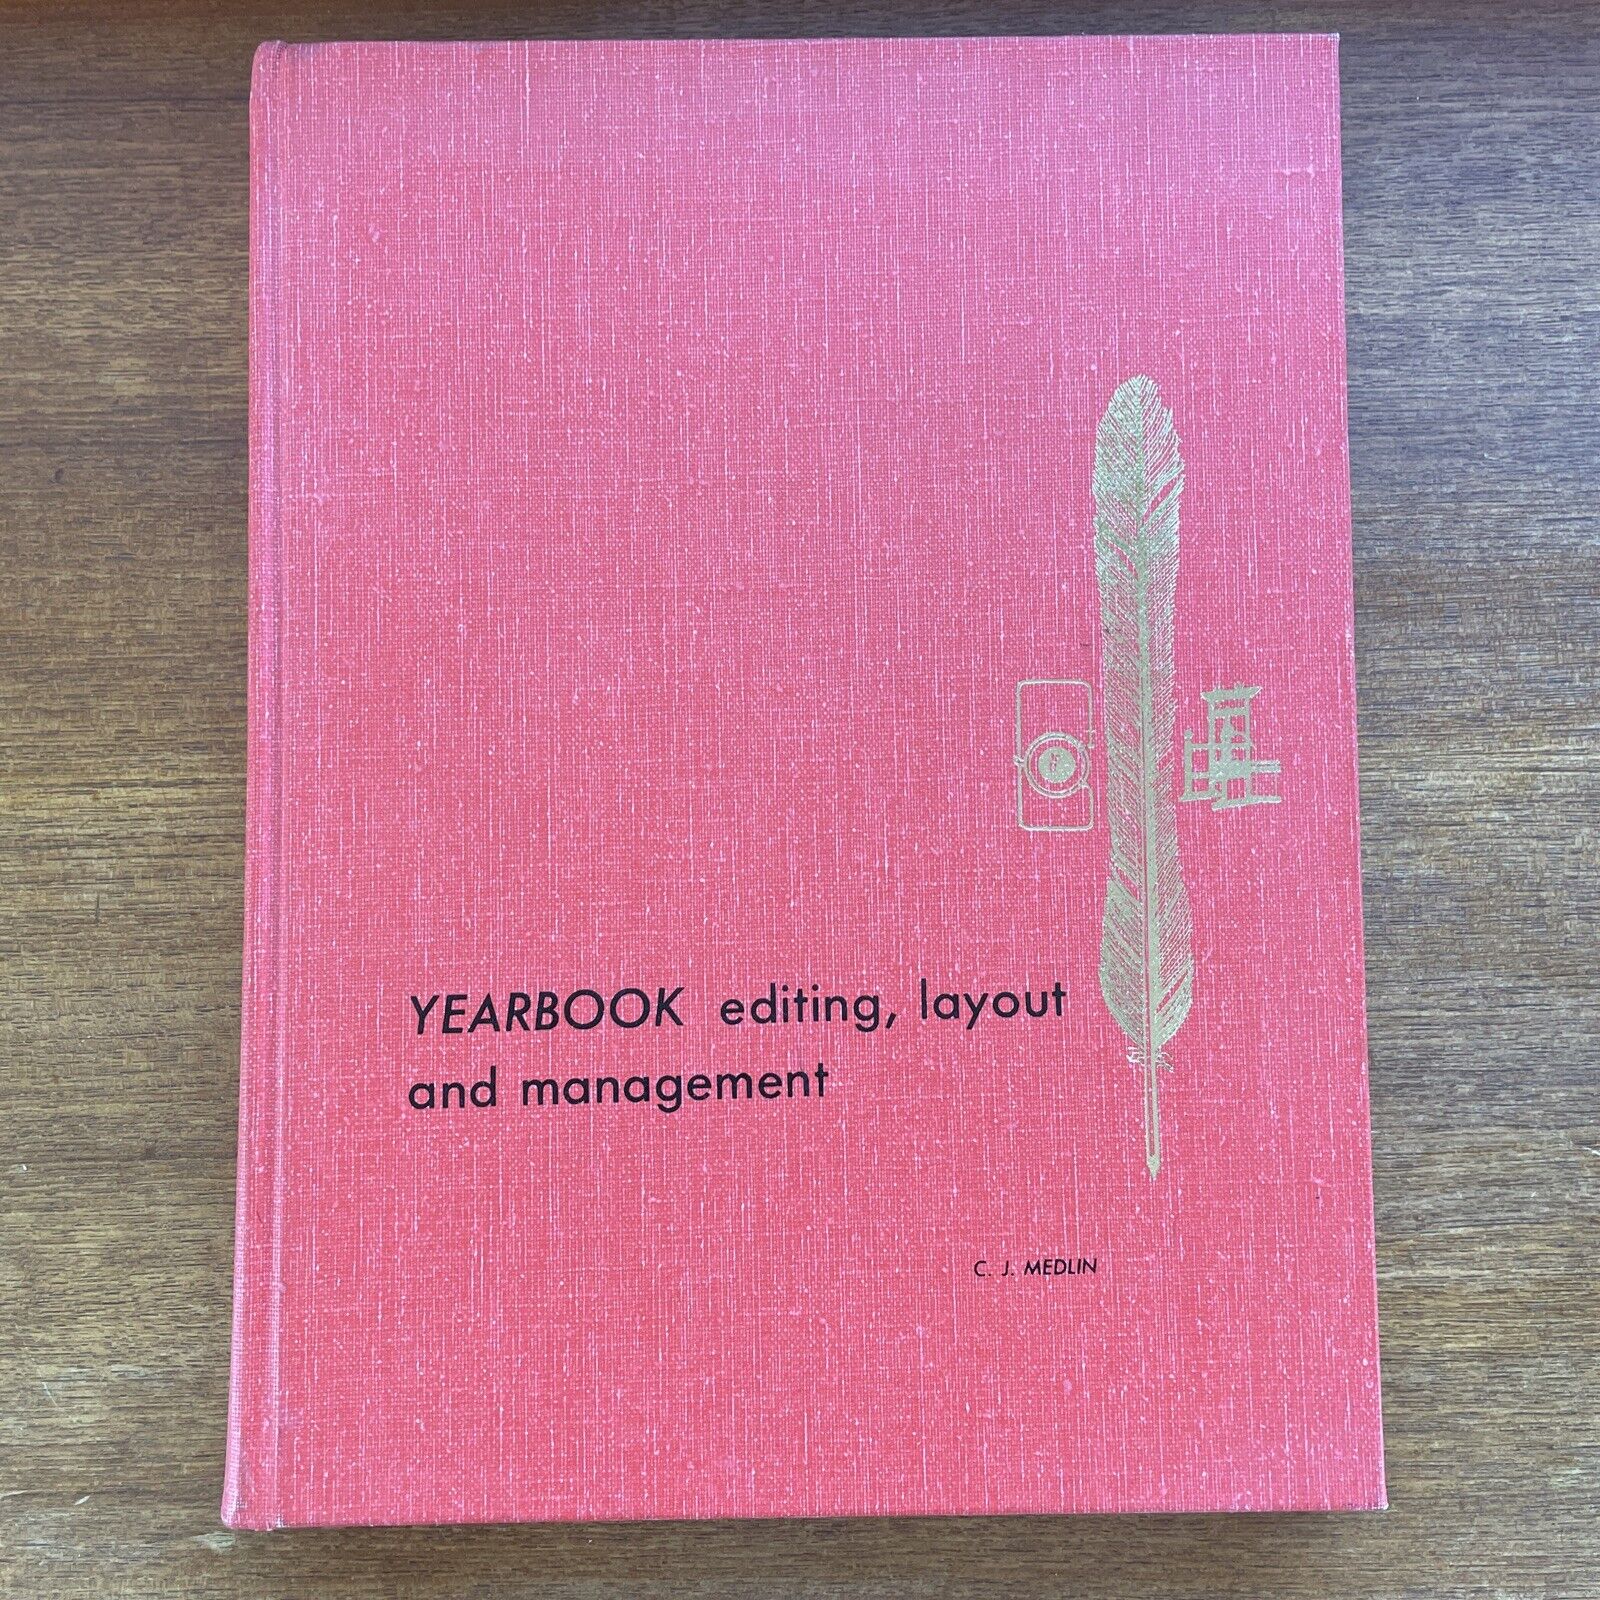 YEARBOOK editing, layout
and management
C. J. MEDLIN